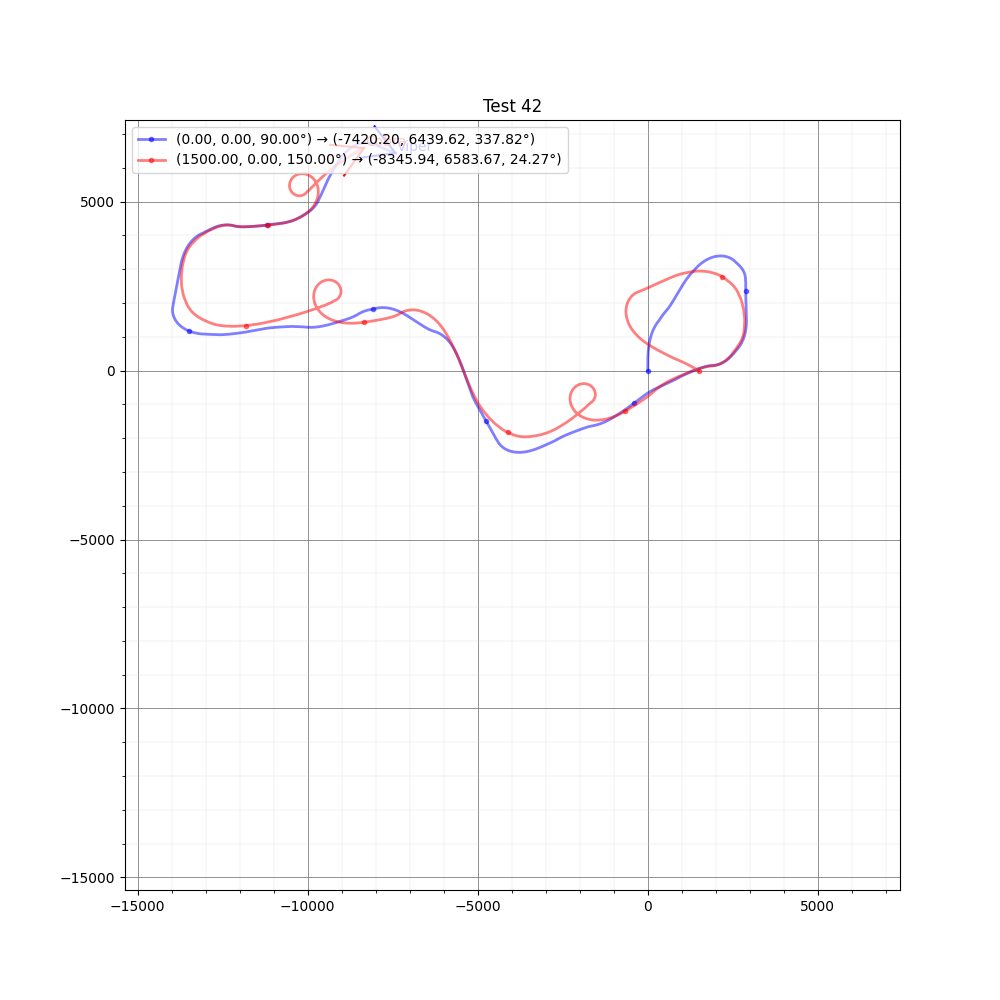 Test 42
(0.00, 0.00, 90.00°) → (-7420.20, 6439.62, 337.82°)
(1500.00, 0.00, 150.00°) → (-8345.94, 6583.67, 24.27°)
5000
0
−5000
−10000
−15000
−15000 −10000 −5000 0 5000